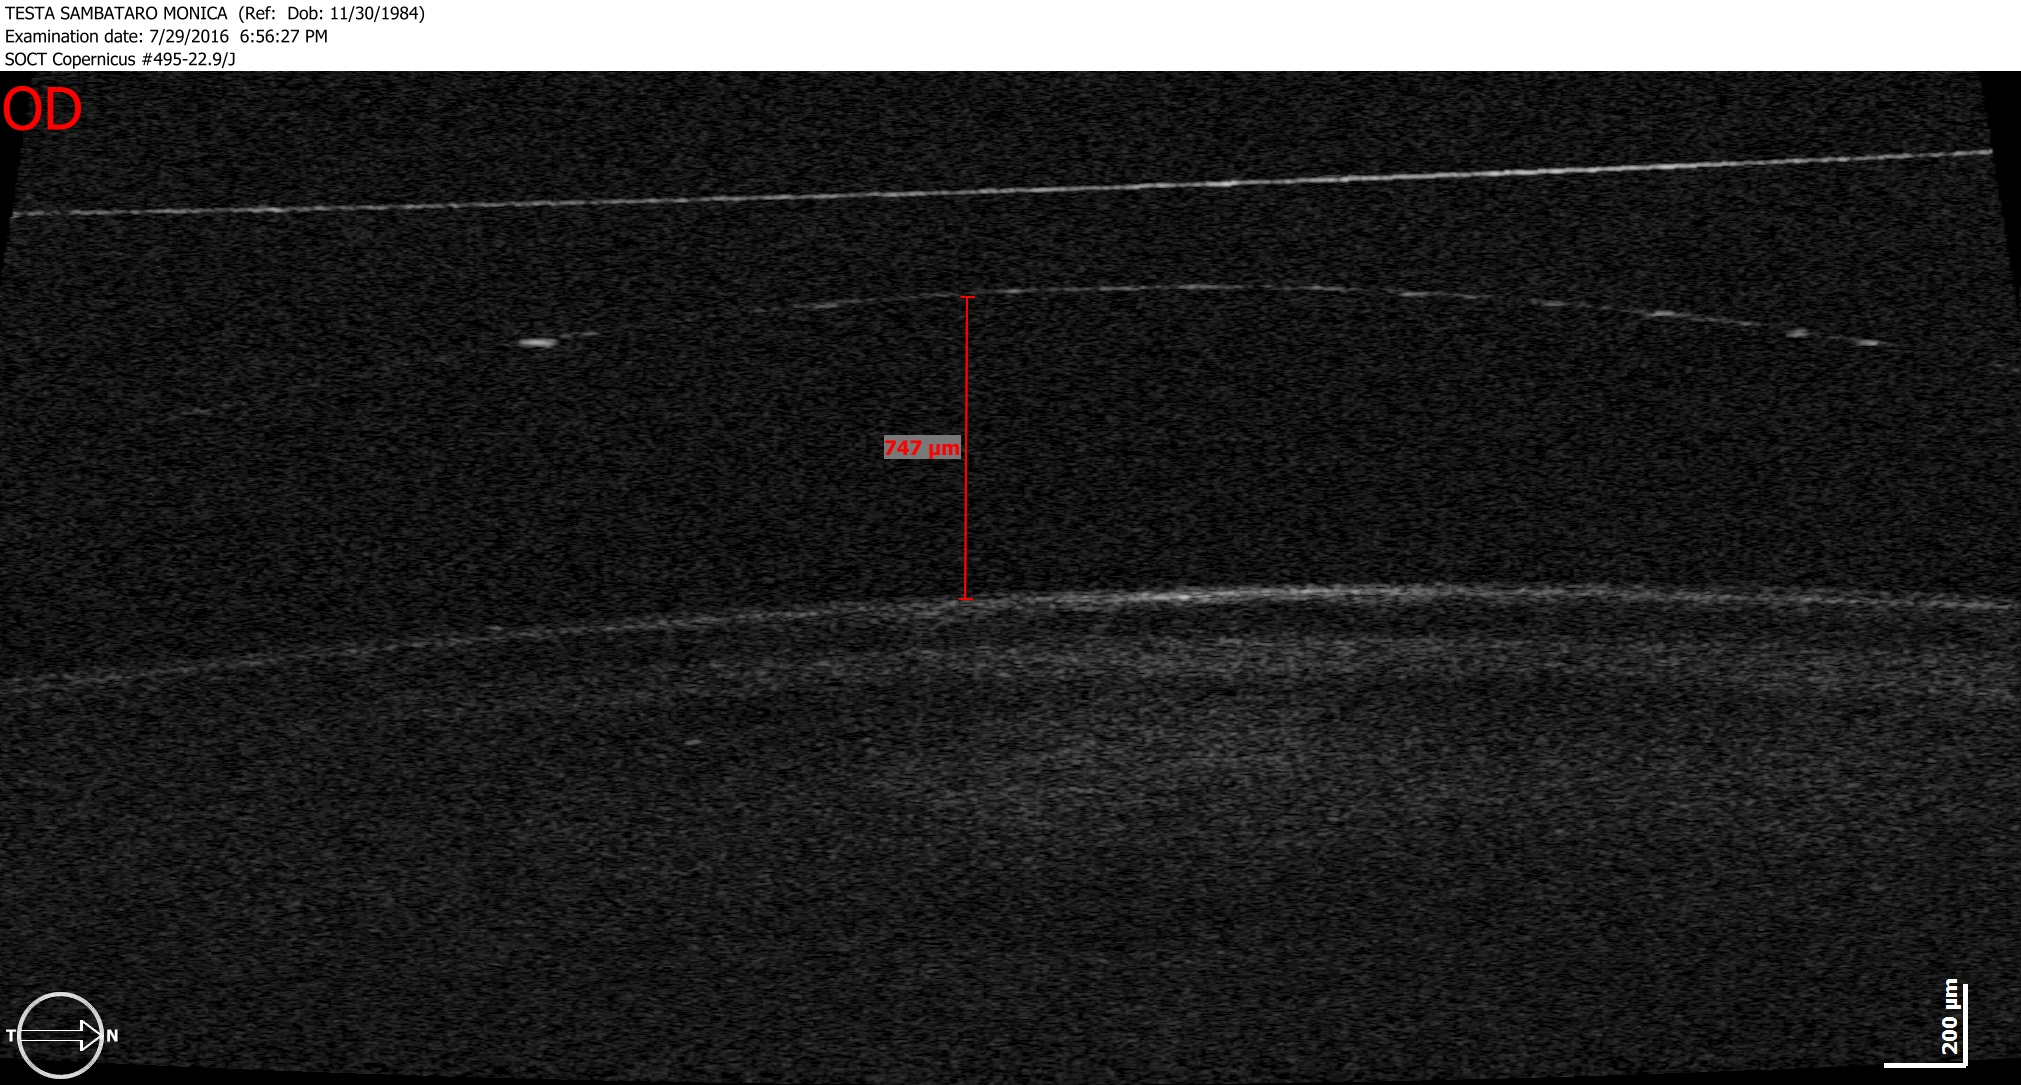 TESTA SAMBATARO MONICA (Ref: Dob: 11/30/1984)
Examination date: 7/29/2016 6:56:27 PM
SOCT Copernicus #495-22.9/J
OD
747 µm
T N
200 µm